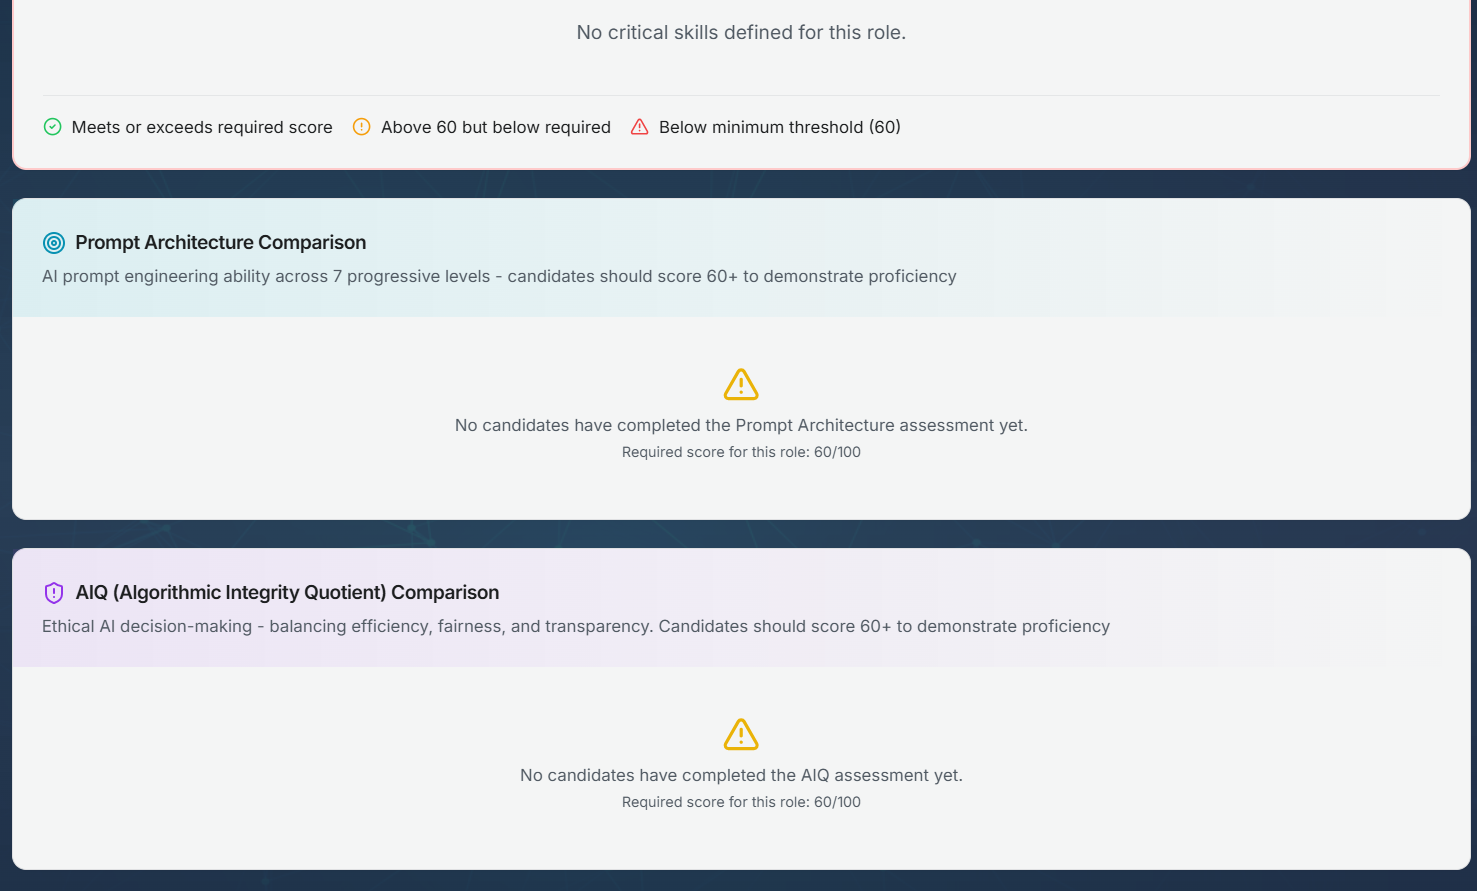 No critical skills defined for this role.
Meets or exceeds required score Above 60 but below required Below minimum threshold (60)
Prompt Architecture Comparison
AI prompt engineering ability across 7 progressive levels - candidates should score 60+ to demonstrate proficiency
No candidates have completed the Prompt Architecture assessment yet.
Required score for this role: 60/100
AIQ (Algorithmic Integrity Quotient) Comparison
Ethical AI decision-making - balancing efficiency, fairness, and transparency. Candidates should score 60+ to demonstrate proficiency
No candidates have completed the AIQ assessment yet.
Required score for this role: 60/100